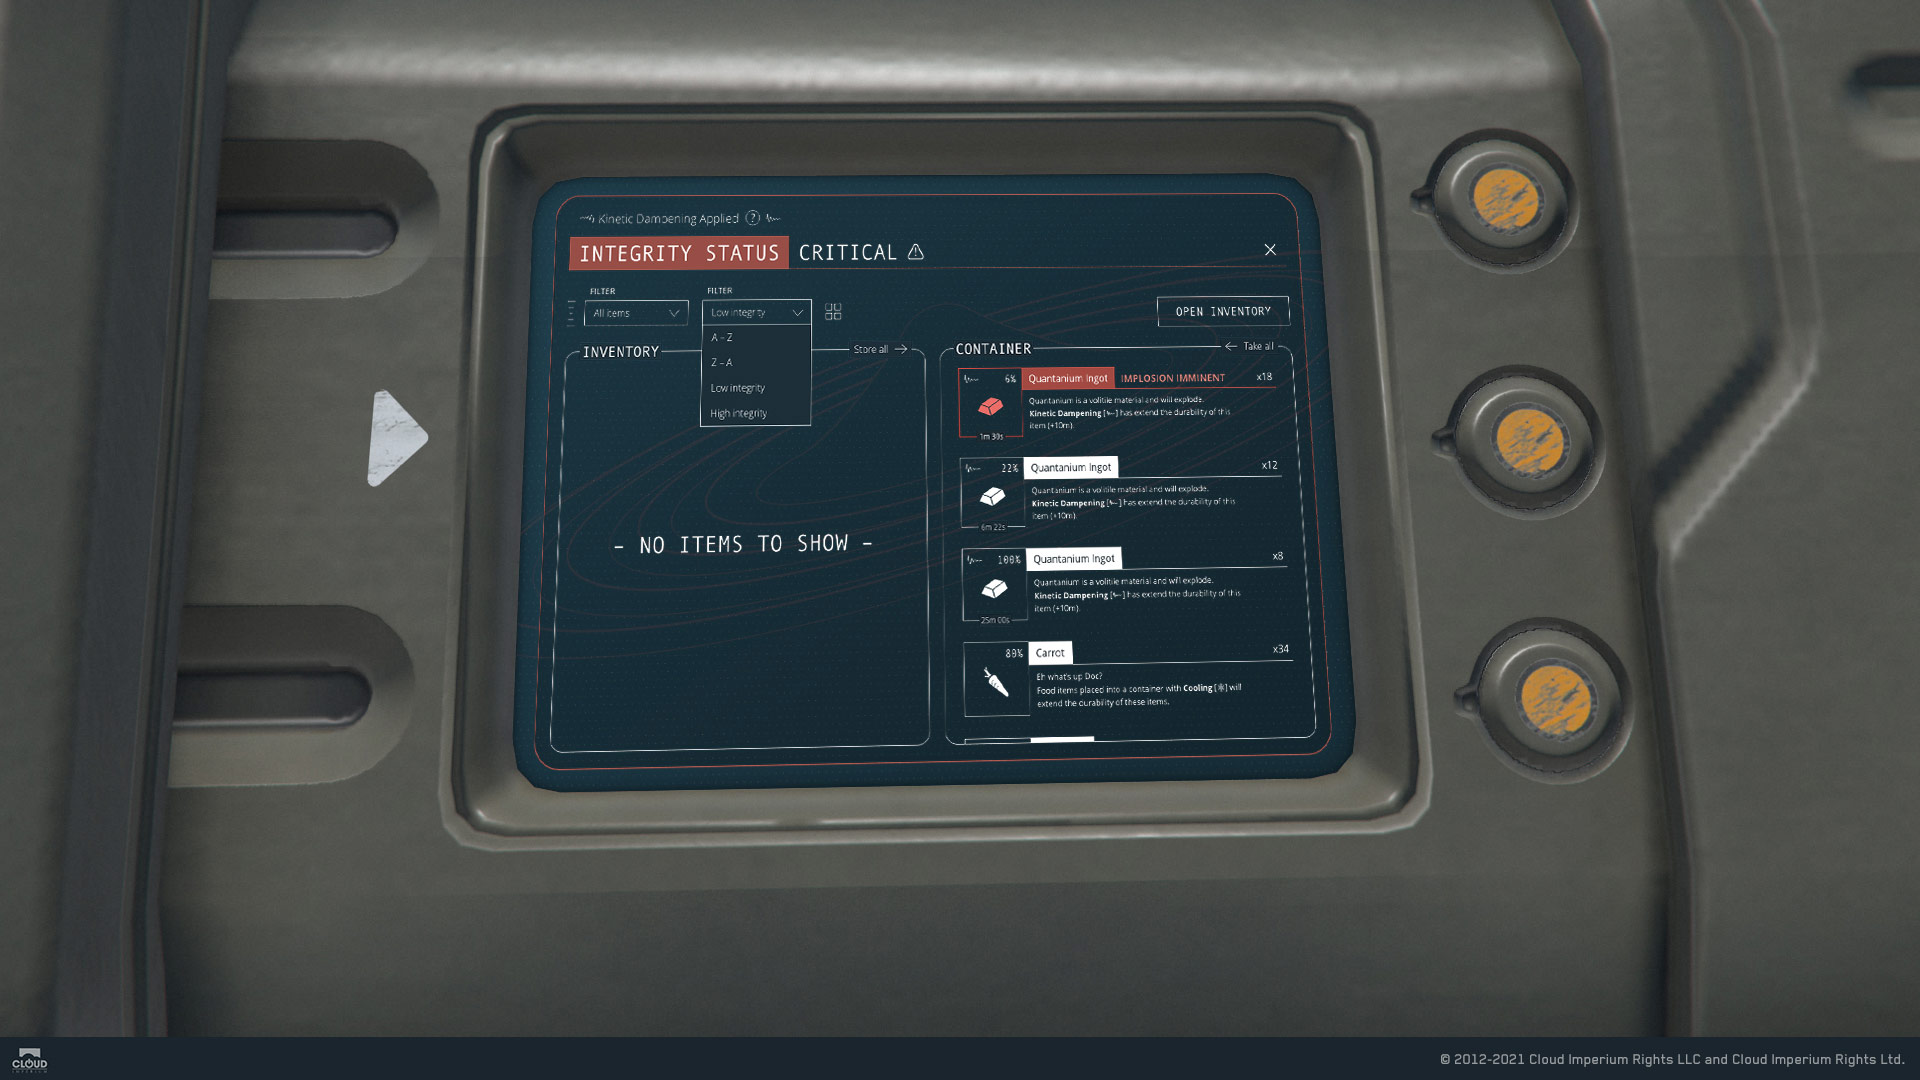 Kinetic Dampening Applied ?
INTEGRITY STATUS CRITICAL
FILTER
All items
FILTER
Low integrity
A - Z
Z - A
Low integrity
High integrity
OPEN INVENTORY
INVENTORY
Store all
- NO ITEMS TO SHOW -
CONTAINER
Take all
6% Quantanium Ingot IMPLOSION IMMINENT x18
Quantanium is a volitile material and will explode.
Kinetic Dampening [ ] has extend the durability of this
item (+10m).
1m 30s
22% Quantanium Ingot x12
Quantanium is a volitile material and will explode.
Kinetic Dampening [ ] has extend the durability of this
item (+10m).
6m 22s
100% Quantanium Ingot x8
Quantanium is a volitile material and will explode.
Kinetic Dampening [ ] has extend the durability of this
item (+10m).
25m 00s
80% Carrot x34
Eh what's up Doc?
Food items placed into a container with Cooling [ ] will
extend the durability of these items.
CLOUD
IMPERIUM
© 2012-2021 Cloud Imperium Rights LLC and Cloud Imperium Rights Ltd.